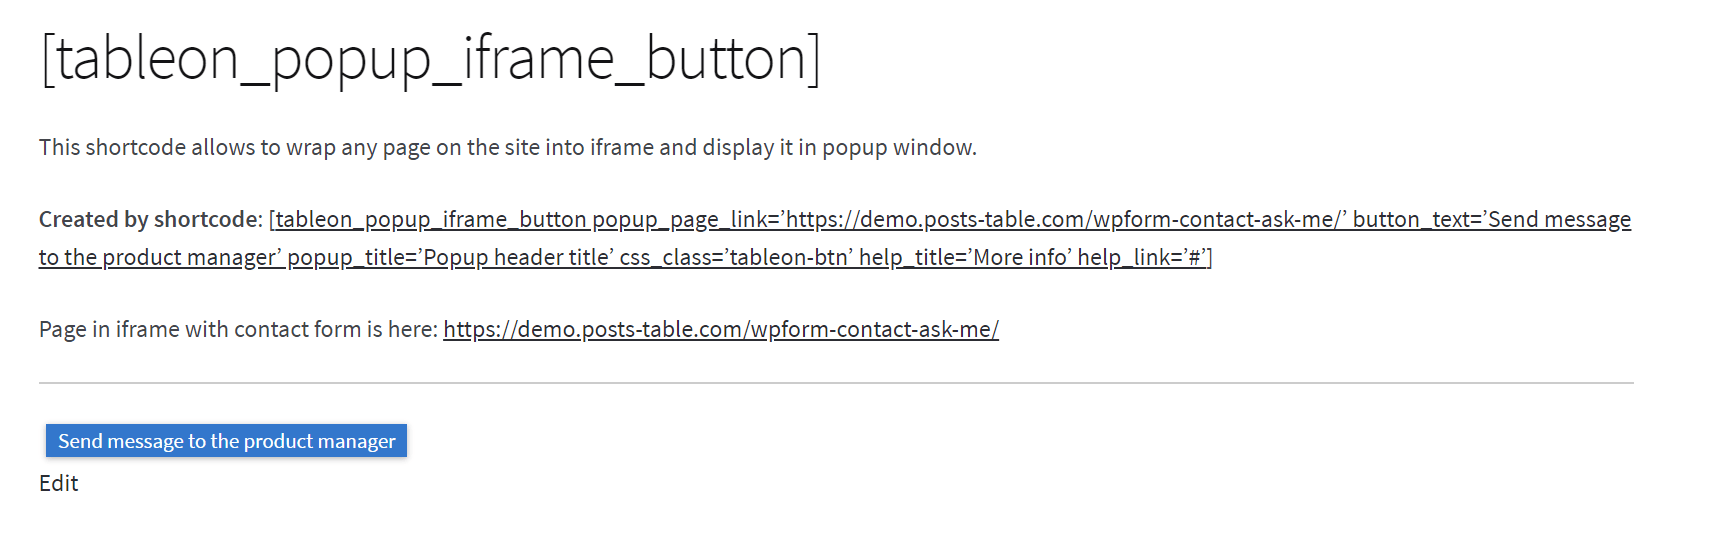 [tableon_popup_iframe_button]
This shortcode allows to wrap any page on the site into iframe and display it in popup window.
Created by shortcode: [tableon_popup_iframe_button popup_page_link=’https://demo.posts-table.com/wpform-contact-ask-me/’ button_text=’Send message
to the product manager’ popup_title=’Popup header title’ css_class=’tableon-btn’ help_title=’More info’ help_link=’#’]
Page in iframe with contact form is here: https://demo.posts-table.com/wpform-contact-ask-me/
Send message to the product manager
Edit